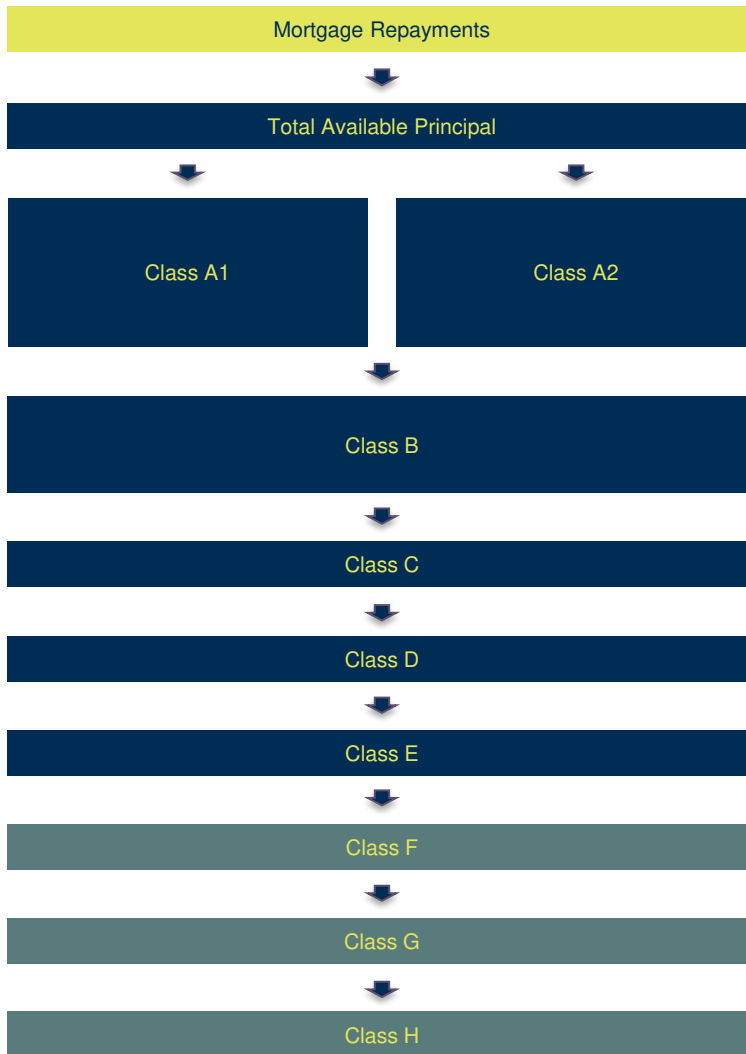 Mortgage Repayments
Total Available Principal
Class A1
Class A2
Class B
Class C
Class D
Class E
Class F
Class G
Class H